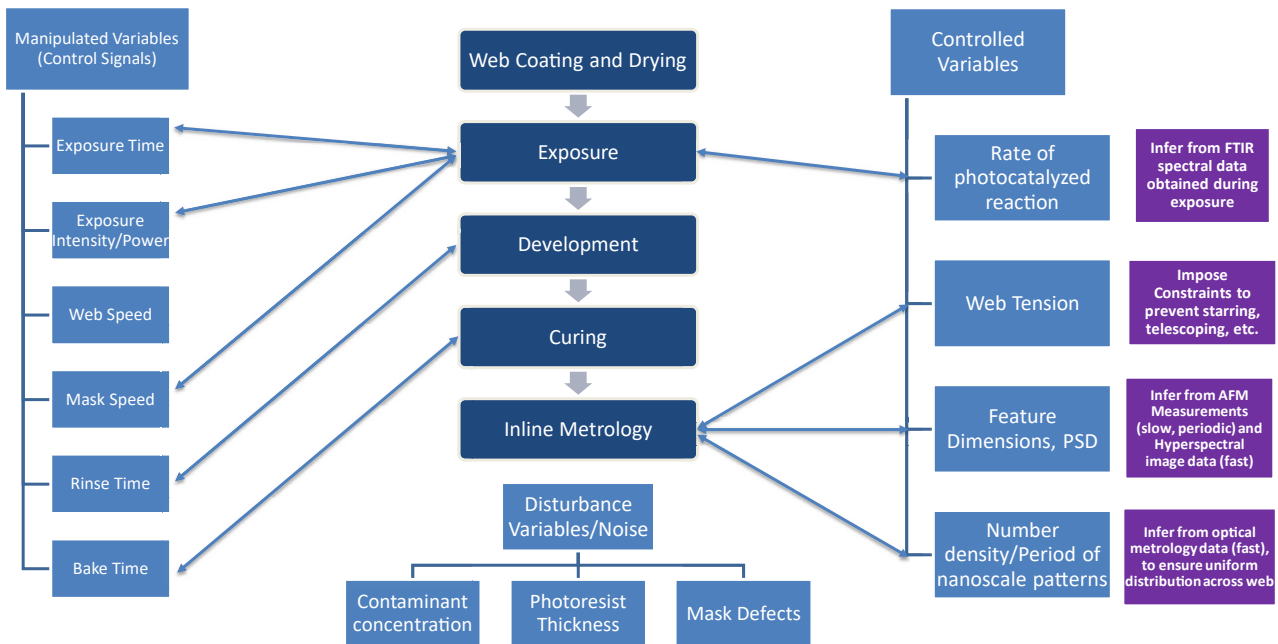 Manipulated Variables
(Control Signals)
Exposure Time
Exposure
Intensity/Power
Web Speed
Mask Speed
Rinse Time
Bake Time
Web Coating and Drying
Exposure
Development
Curing
Inline Metrology
Disturbance
Variables/Noise
Contaminant
concentration
Photoresist
Thickness
Mask Defects
Controlled
Variables
Rate of
photocatalyzed
reaction
Infer from FTIR
spectral data
obtained during
exposure
Web Tension
Impose
Constraints to
prevent starring,
telescoping, etc.
Feature
Dimensions, PSD
Infer from AFM
Measurements
(slow, periodic) and
Hyperspectral
image data (fast)
Number
density/Period of
nanoscale patterns
Infer from optical
metrology data (fast),
to ensure uniform
distribution across web